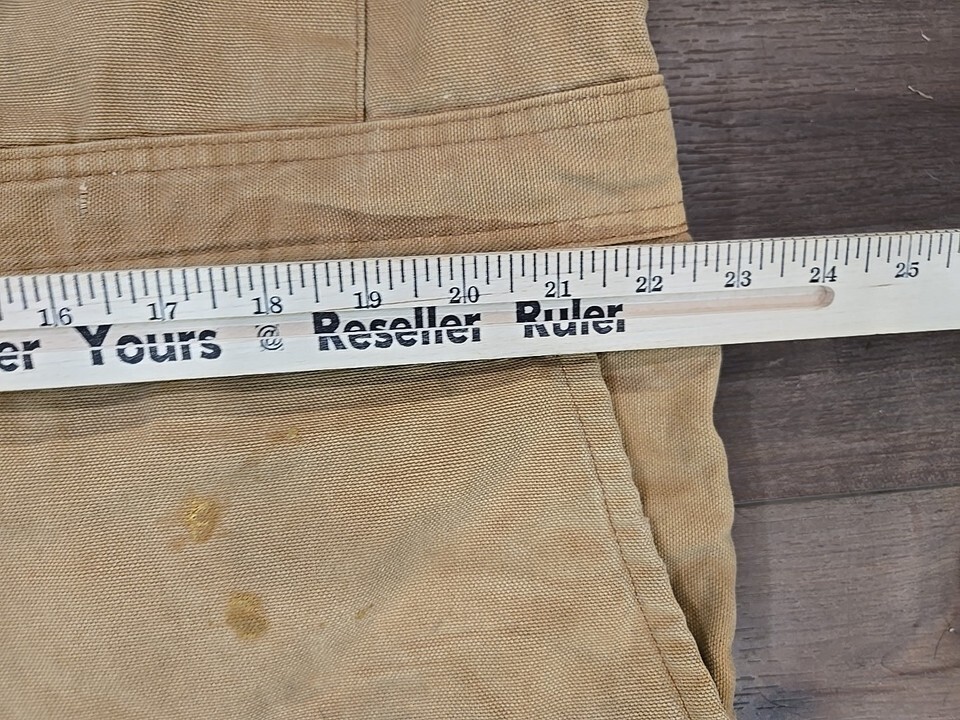 16 17 18 19 20 21 22 23 24 25
er Yours @ Reseller Ruler